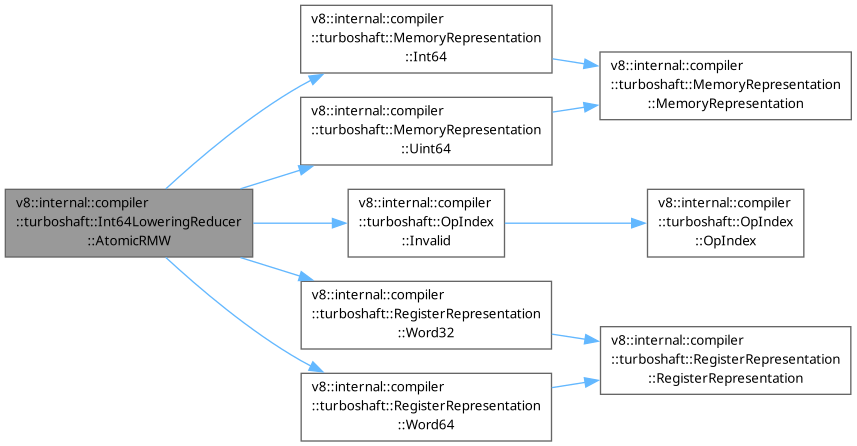 v8::internal::compiler
::turboshaft::MemoryRepresentation
::Int64
v8::internal::compiler
::turboshaft::MemoryRepresentation
::MemoryRepresentation
v8::internal::compiler
::turboshaft::MemoryRepresentation
::Uint64
v8::internal::compiler
::turboshaft::Int64LoweringReducer
::AtomicRMW
v8::internal::compiler
::turboshaft::OpIndex
::Invalid
v8::internal::compiler
::turboshaft::OpIndex
::OpIndex
v8::internal::compiler
::turboshaft::RegisterRepresentation
::Word32
v8::internal::compiler
::turboshaft::RegisterRepresentation
::RegisterRepresentation
v8::internal::compiler
::turboshaft::RegisterRepresentation
::Word64